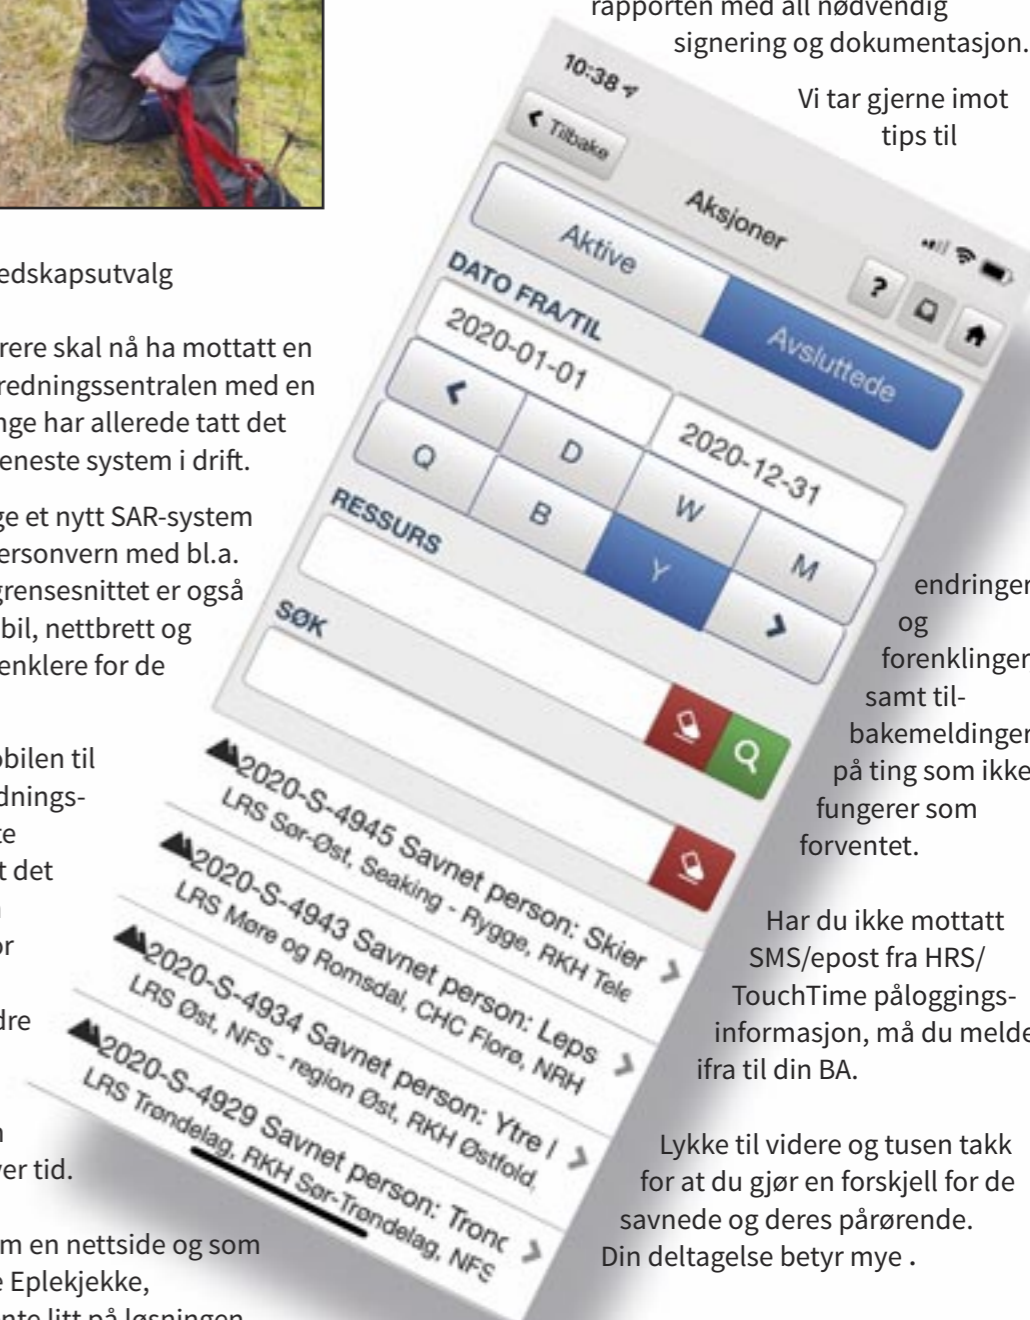 edskapsutvalg
rere skal nå ha mottatt en
redningssentralen med en
nge har allerede tatt det
eneste system i drift.
ge et nytt SAR-system
ersonvern med bl.a.
grensesnittet er også
bil, nettbrett og
enklere for de
obilen til
dnings-
te
t det
or
dre
n
ver tid.
m en nettside og som
e Eplekjekke,
nte litt på løsningen
10:38
Tilbake
Aksjoner
?
Aktive
Avsluttede
DATO FRA/TIL
2020-01-01
2020-12-31
D
W
M
Q
B
Y
RESSURS
SØK
2020-S-4945 Savnet person: Skier
LRS Sør-Øst, Seaking - Rygge, RKH Tele
2020-S-4943 Savnet person: Leps
LRS Møre og Romsdal, CHC Florø, NRH
2020-S-4934 Savnet person: Ytre
LRS Øst, NFS - region Øst, RKH Østfold,
2020-S-4929 Savnet person: Tronc
LRS Trøndelag, RKH Sør-Trøndelag, NFS
rapporten med all nødvendig
signering og dokumentasjon.
Vi tar gjerne imot
tips til
endringer
og
forenklinger
samt til-
bakemeldinger
på ting som ikke
fungerer som
forventet.
Har du ikke mottatt
SMS/epost fra HRS/
TouchTime påloggings-
informasjon, må du melde
ifra til din BA.
Lykke til videre og tusen takk
for at du gjør en forskjell for de
savnede og deres pårørende.
Din deltagelse betyr mye .